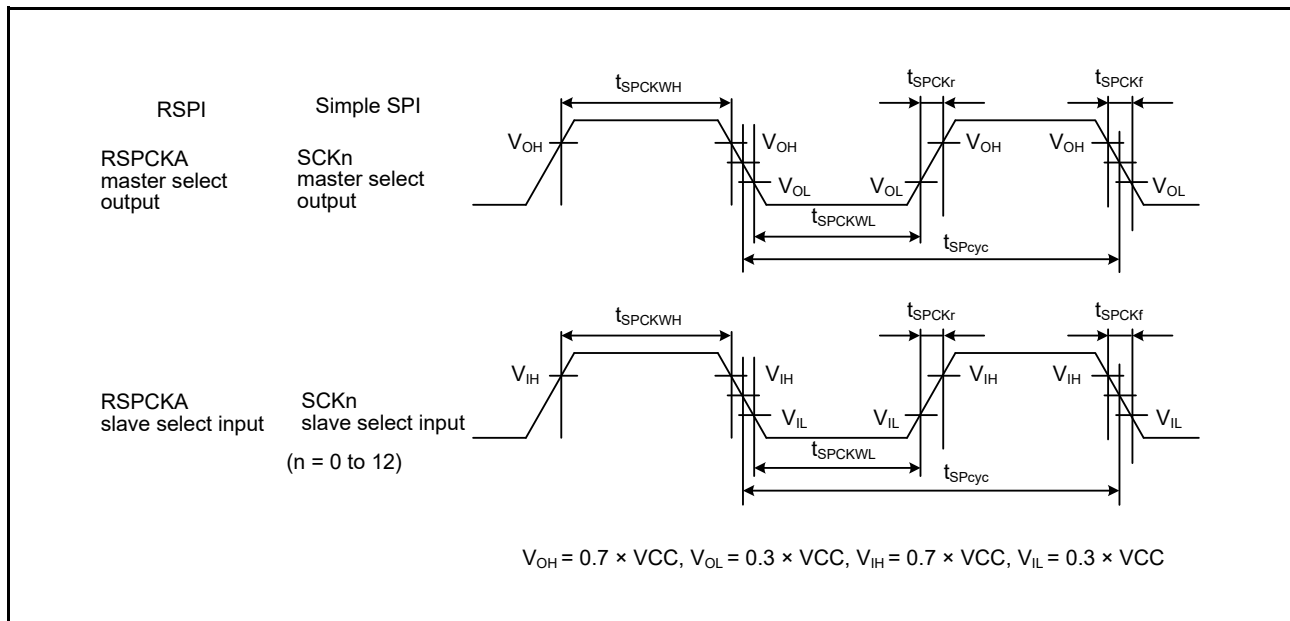 RSPI
Simple SPI
RSPCKA
master select
output
SCKn
master select
output
tSPCKWH
tSPCKr
tSPCKf
VOH
VOH
VOL
VOL
VOH
VOH
VOL
tSPCKWL
tSPcyc
RSPCKA
slave select input
SCKn
slave select input
(n = 0 to 12)
tSPCKWH
tSPCKr
tSPCKf
VIH
VIH
VIL
VIL
VIH
VIH
VIL
tSPCKWL
tSPcyc
VOH = 0.7 × VCC, VOL = 0.3 × VCC, VIH = 0.7 × VCC, VIL = 0.3 × VCC